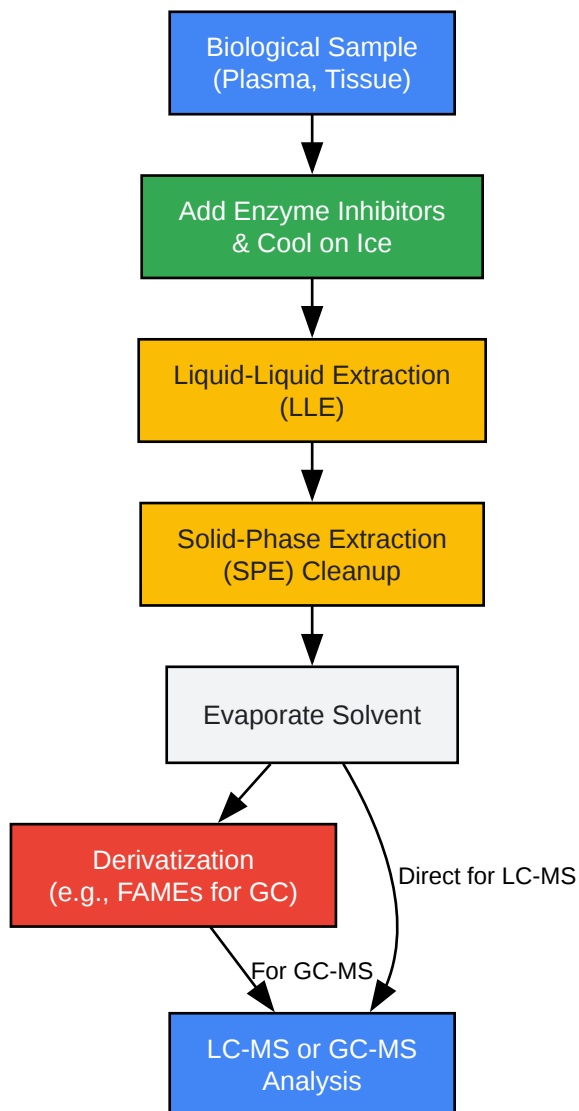 Biological Sample
(Plasma, Tissue)
Add Enzyme Inhibitors
& Cool on Ice
Liquid-Liquid Extraction
(LLE)
Solid-Phase Extraction
(SPE) Cleanup
Evaporate Solvent
Derivatization
(e.g., FAMEs for GC)
Direct for LC-MS
For GC-MS
LC-MS or GC-MS
Analysis